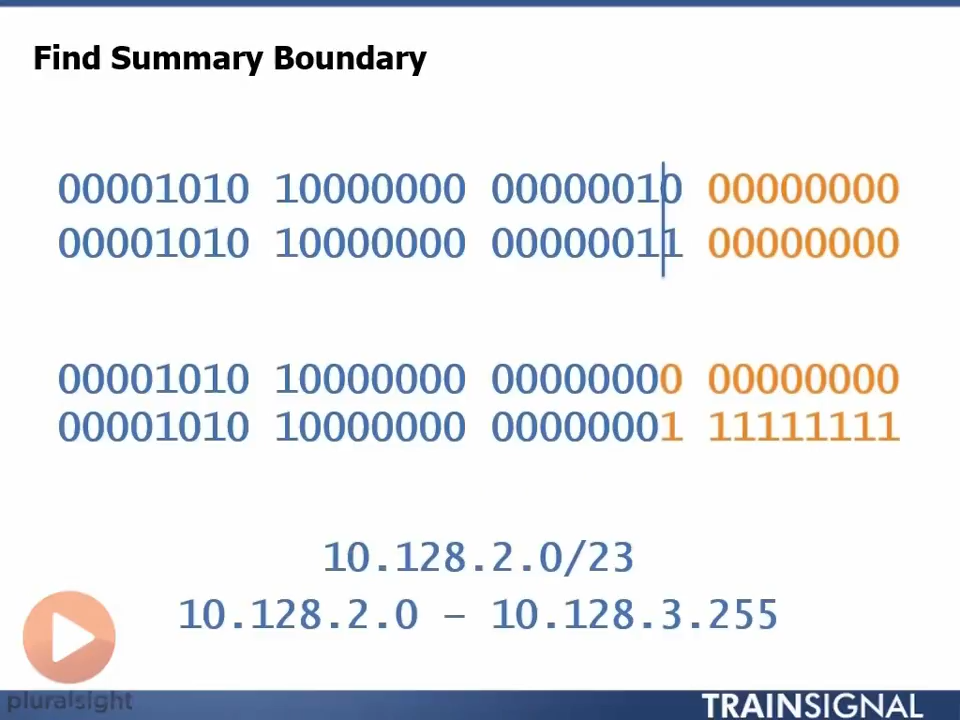 Find Summary Boundary
00001010 10000000 00000010 00000000
00001010 10000000 00000011 00000000
00001010 10000000 00000000 00000000
00001010 10000000 00000001 11111111
10.128.2.0/23
10.128.2.0 – 10.128.3.255
pluralsight
TRAINSIGNAL